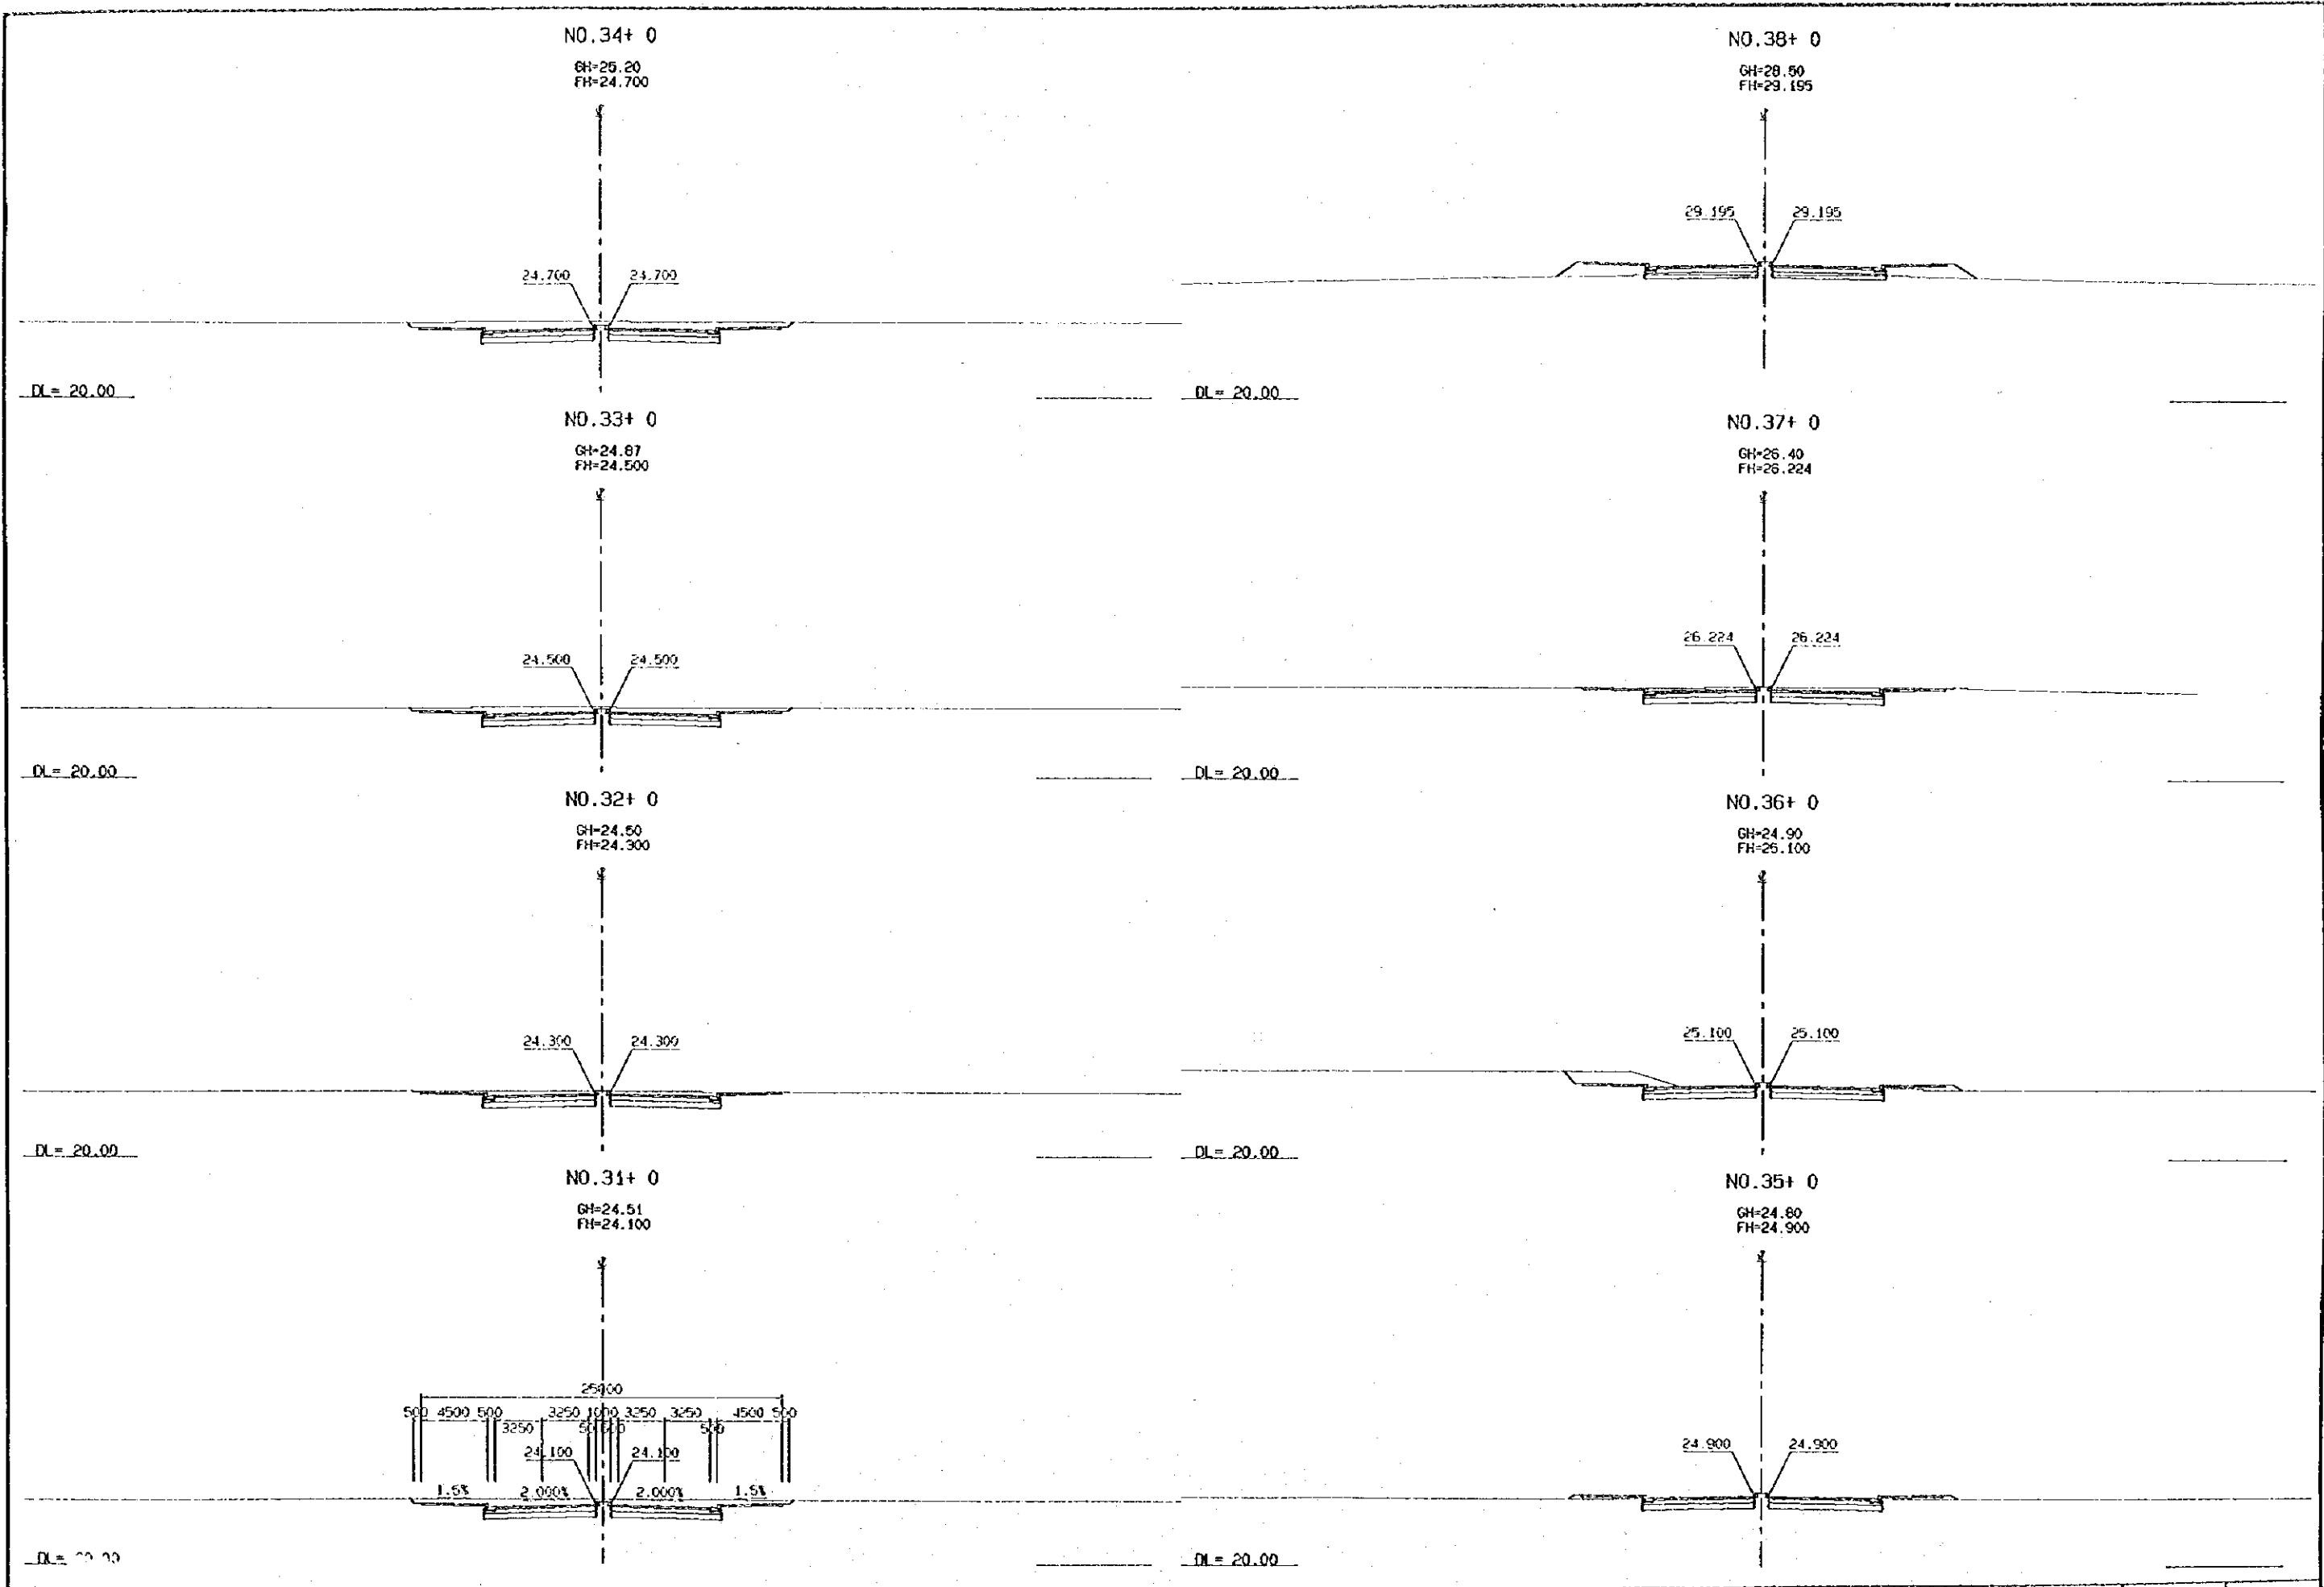 NO.34+ 0
GH=25.20
FH=24.700
24.700 24.700
DL= 20.00
NO.33+ 0
GH=24.87
FH=24.500
24.500 24.500
DL= 20.00
NO.32+ 0
GH=24.50
FH=24.300
24.300 24.300
DL= 20.00
NO.31+ 0
GH=24.51
FH=24.100
500 4500 500 3250 1000 3250 3250 4500 500
3250 500
24.100 24.100
1.5% 2.000% 2.000% 1.5%
DL=
NO.38+ 0
GH=28.50
FH=29.195
29.195 29.195
DL= 20.00
NO.37+ 0
GH=26.40
FH=26.224
26.224 26.224
DL= 20.00
NO.36+ 0
GH=24.90
FH=25.100
25.100 25.100
DL= 20.00
NO.35+ 0
GH=24.80
FH=24.900
24.900 24.900
DL= 20.00